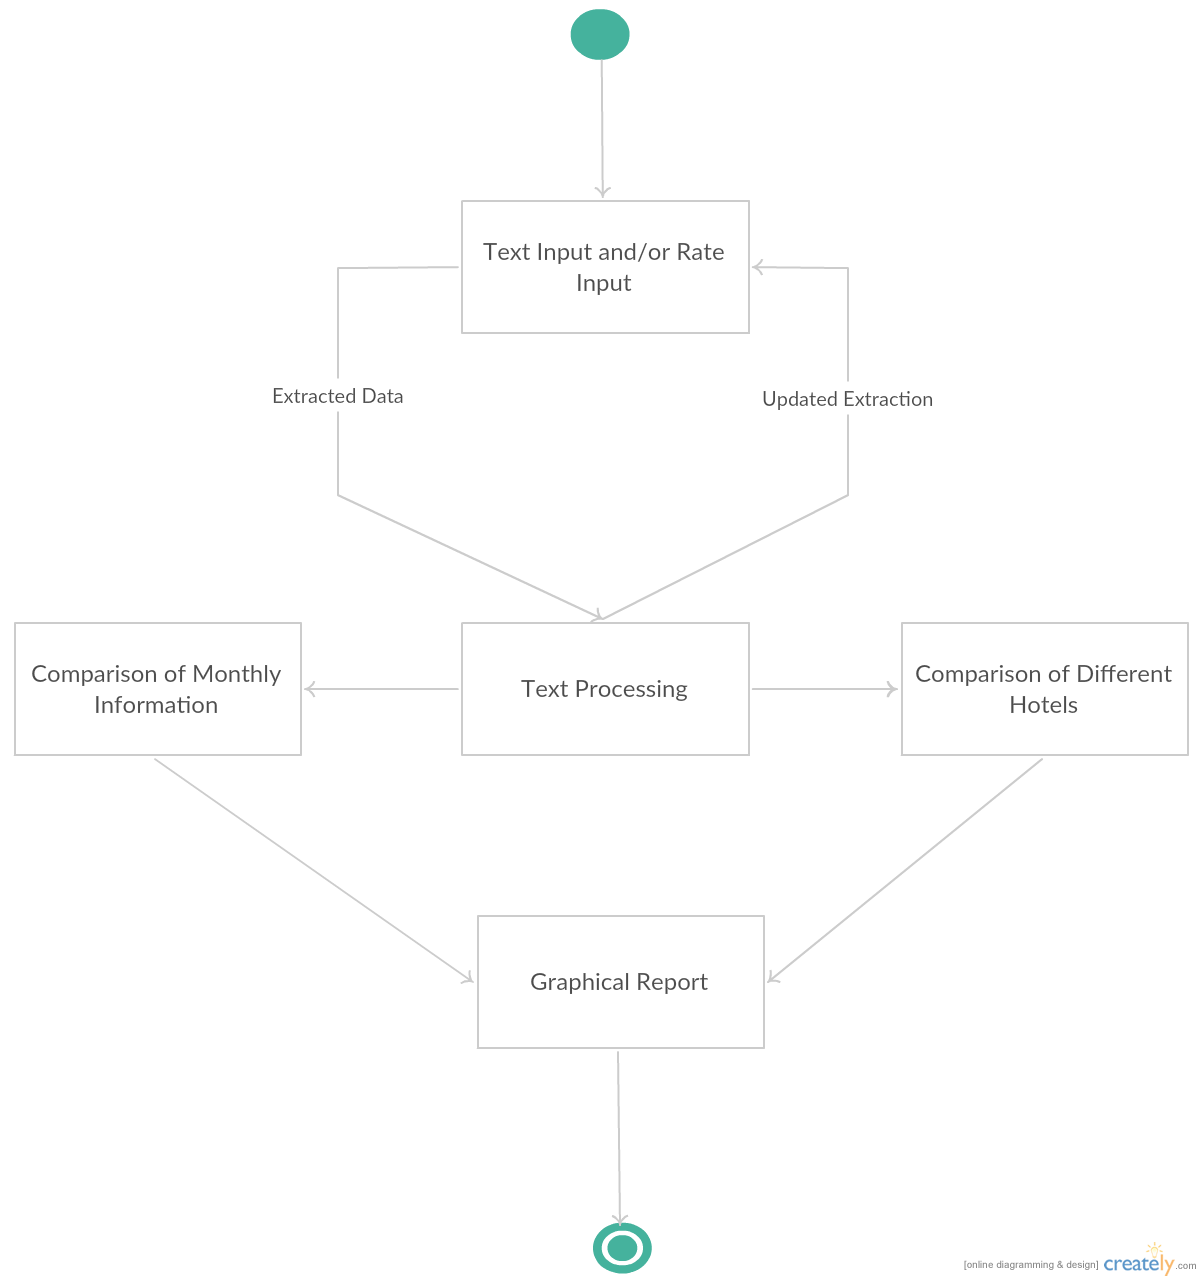 Text Input and/or Rate
Input
Extracted Data
Updated Extraction
Comparison of Monthly
Information
Text Processing
Comparison of Different
Hotels
Graphical Report
[online diagramming & design] creately.com